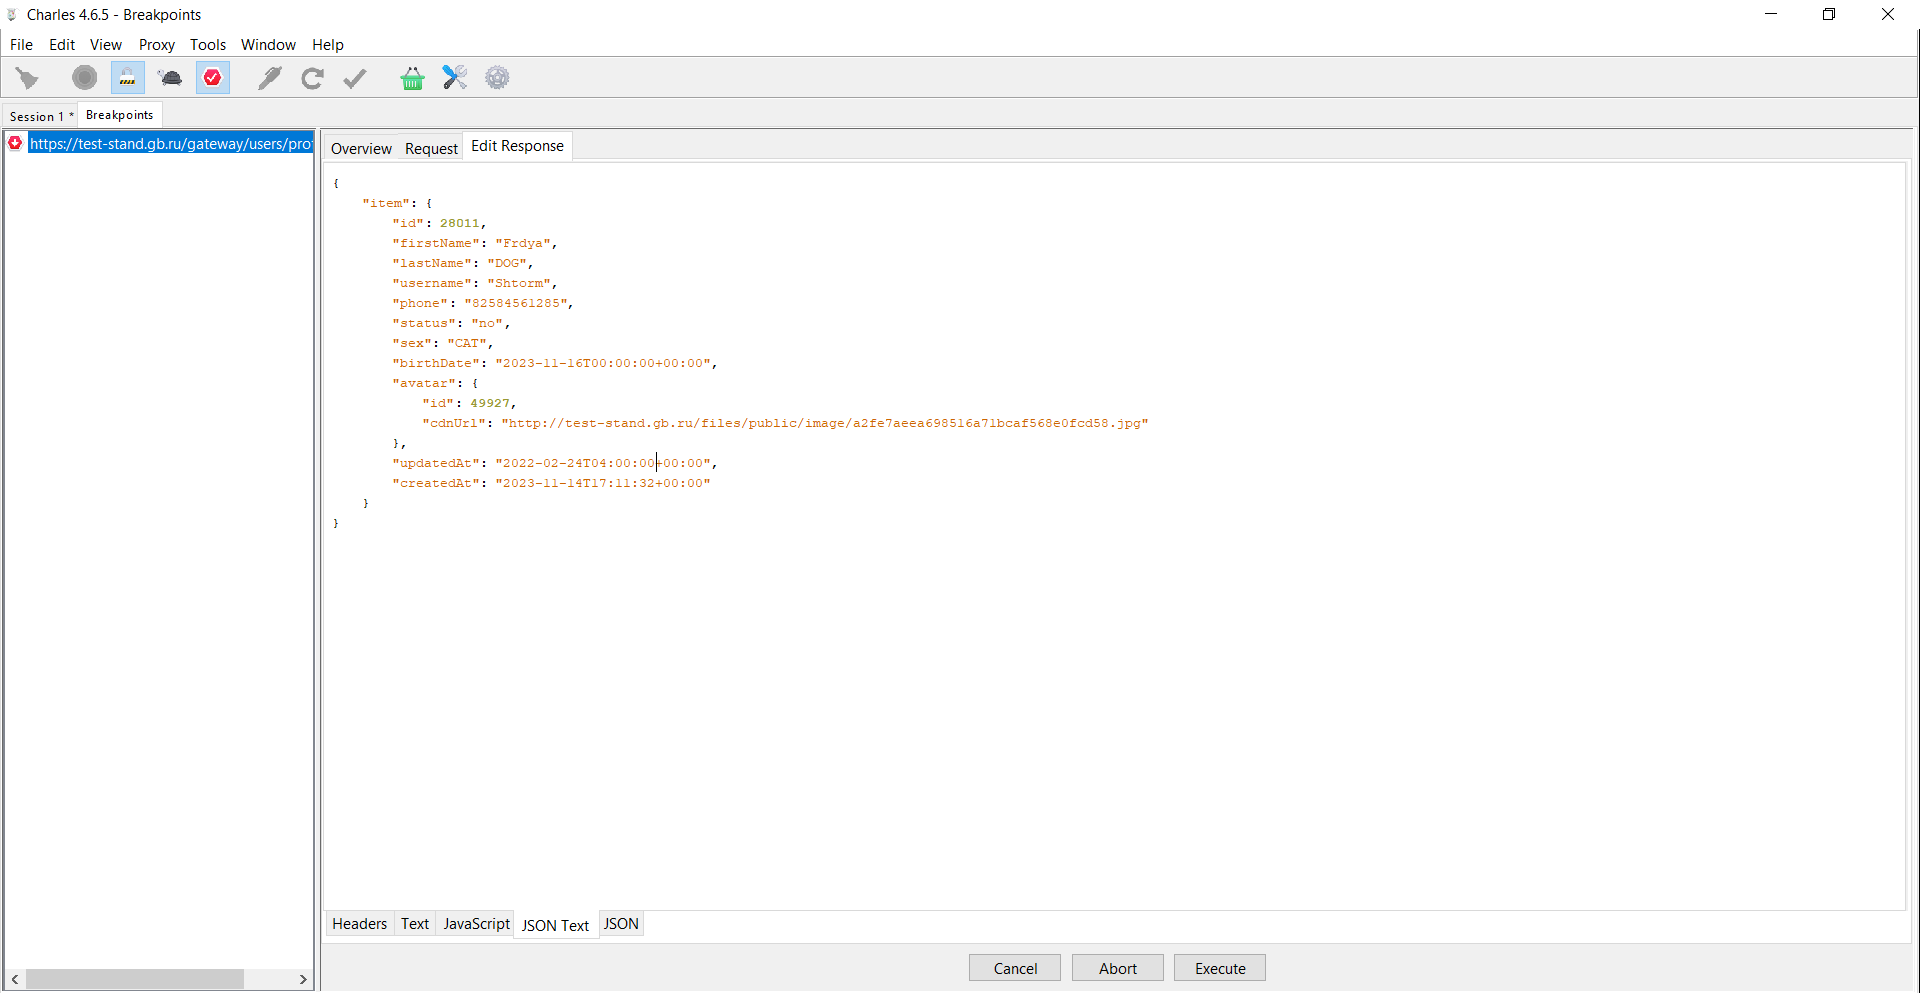 Charles 4.6.5 - Breakpoints
File Edit View Proxy Tools Window Help
Session 1 * Breakpoints
https://test-stand.gb.ru/gateway/users/pro
Overview Request Edit Response
{
"item": {
"id": 28011,
"firstName": "Frdya",
"lastName": "DOG",
"username": "Shtorm",
"phone": "82584561285",
"status": "no",
"sex": "CAT",
"birthDate": "2023-11-16T00:00:00+00:00",
"avatar": {
"id": 49927,
"cdnUrl": "http://test-stand.gb.ru/files/public/image/a2fe7aeea698516a71bcaf568e0fcd58.jpg"
},
"updatedAt": "2022-02-24T04:00:00+00:00",
"createdAt": "2023-11-14T17:11:32+00:00"
}
}
Headers Text JavaScript JSON Text JSON
Cancel Abort Execute